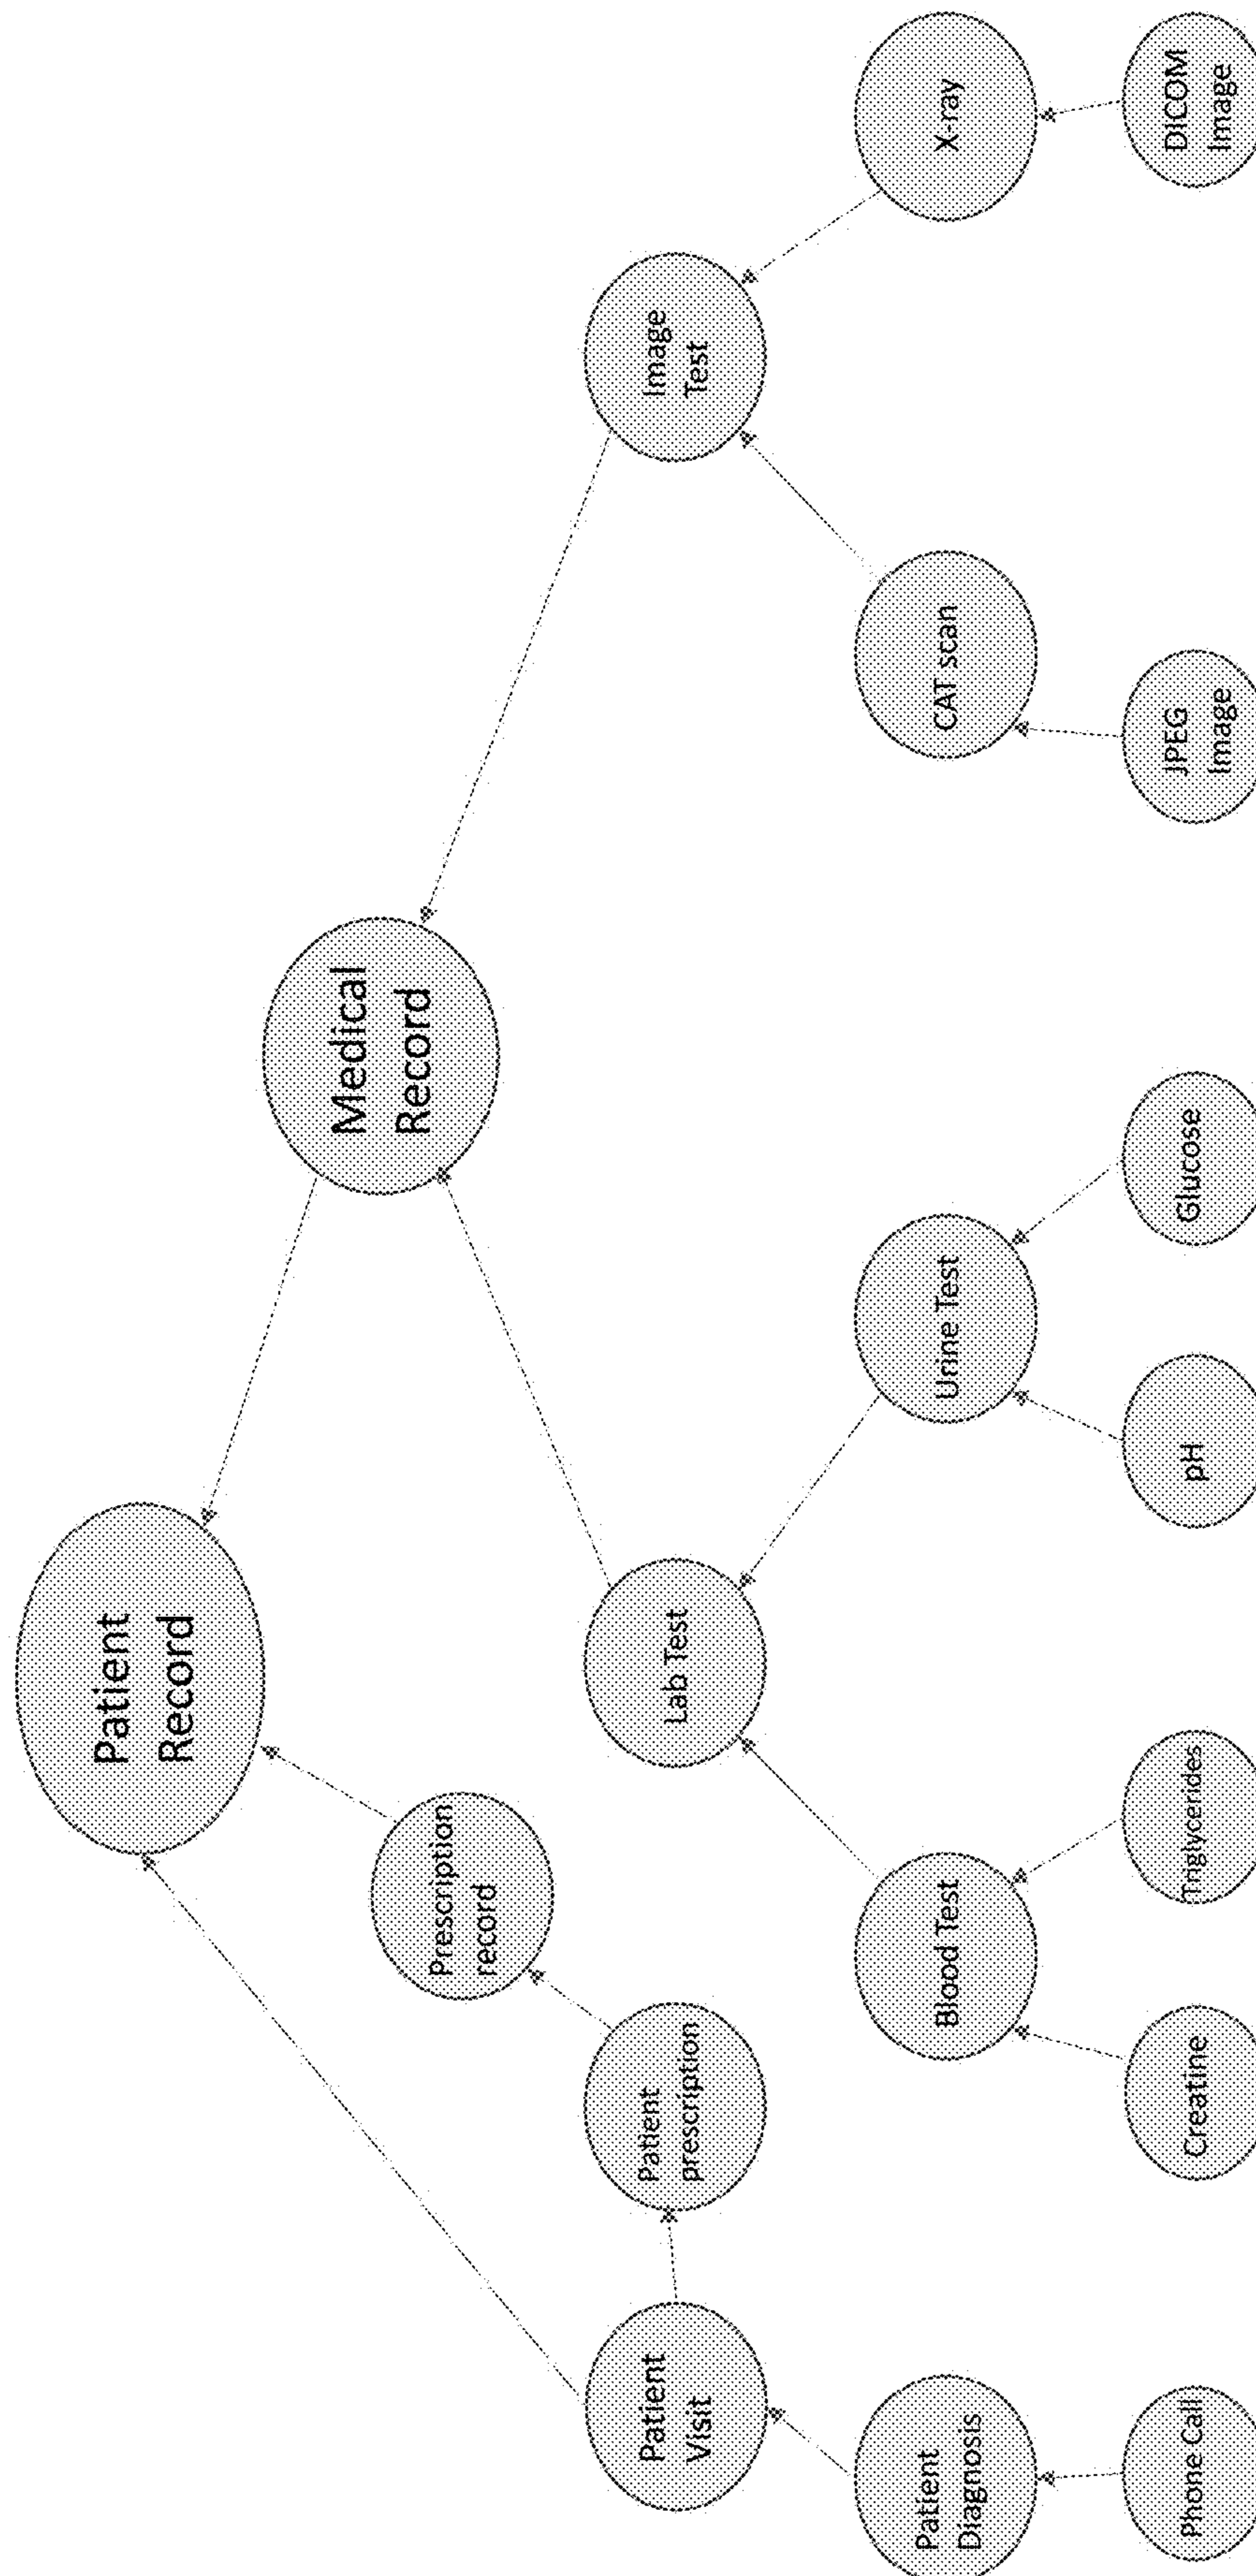 Patient
Record
Medical
Record
Prescription
record
Patient
Visit
Patient
prescription
Lab Test
Image
Test
Patient
Diagnosis
Blood Test
Urine Test
CAT scan
X-ray
Phone Call
Creatine
Triglycerides
pH
Glucose
JPEG
Image
DICOM
Image